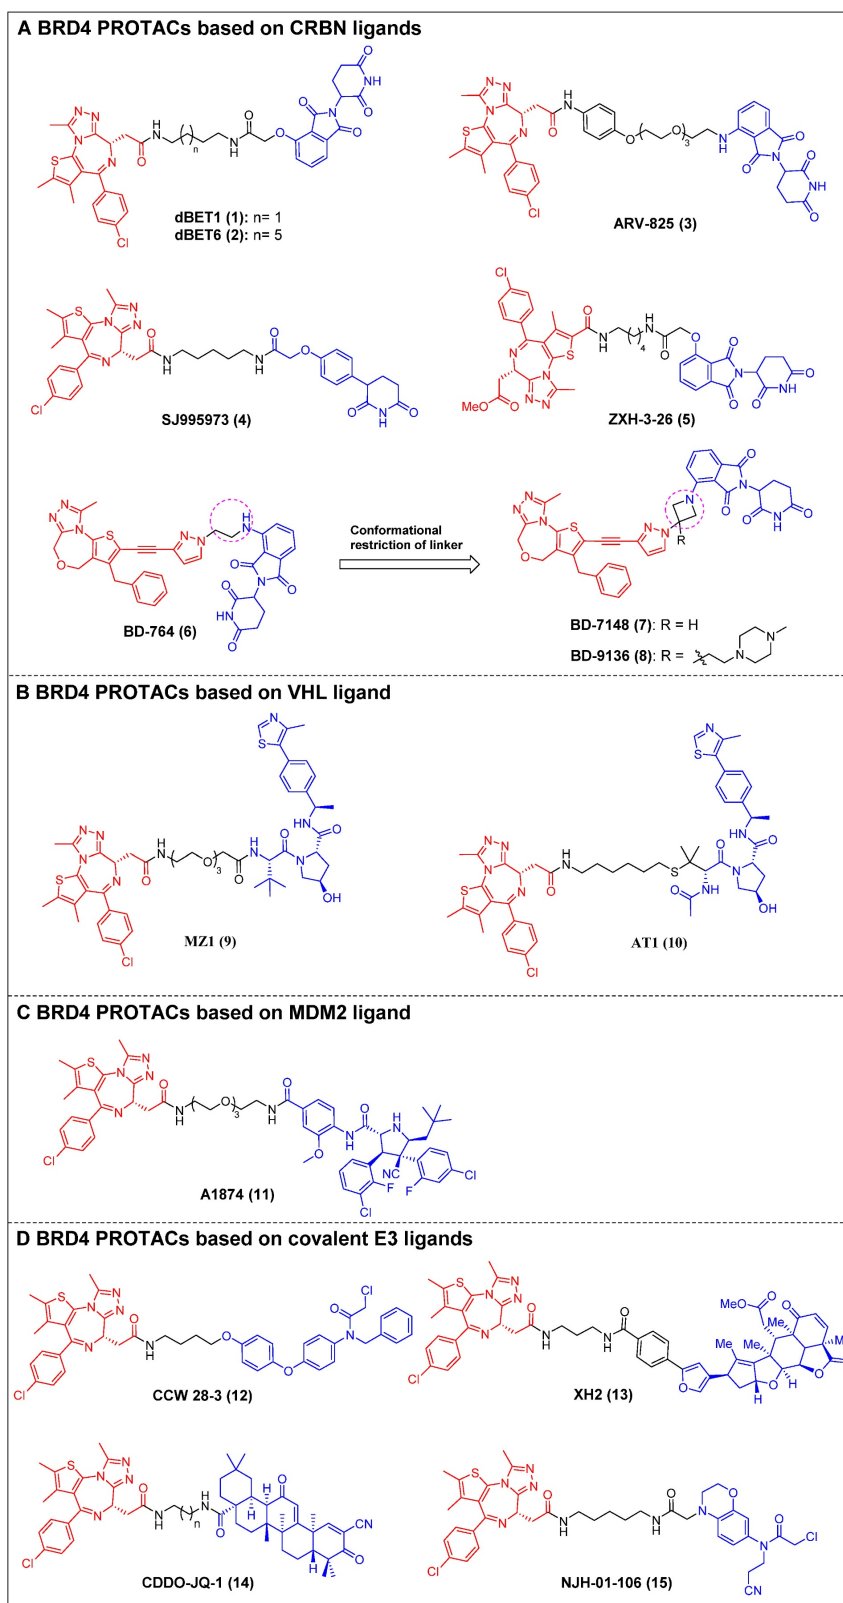 A BRD4 PROTACs based on CRBN ligands
dBET1 (1): n= 1
dBET6 (2): n= 5
ARV-825 (3)
SJ995973 (4)
ZXH-3-26 (5)
BD-764 (6)
Conformational
restriction of linker
BD-7148 (7): R = H
BD-9136 (8): R =
B BRD4 PROTACs based on VHL ligand
MZ1 (9)
AT1 (10)
C BRD4 PROTACs based on MDM2 ligand
A1874 (11)
D BRD4 PROTACs based on covalent E3 ligands
CCW 28-3 (12)
XH2 (13)
CDDO-JQ-1 (14)
NJH-01-106 (15)